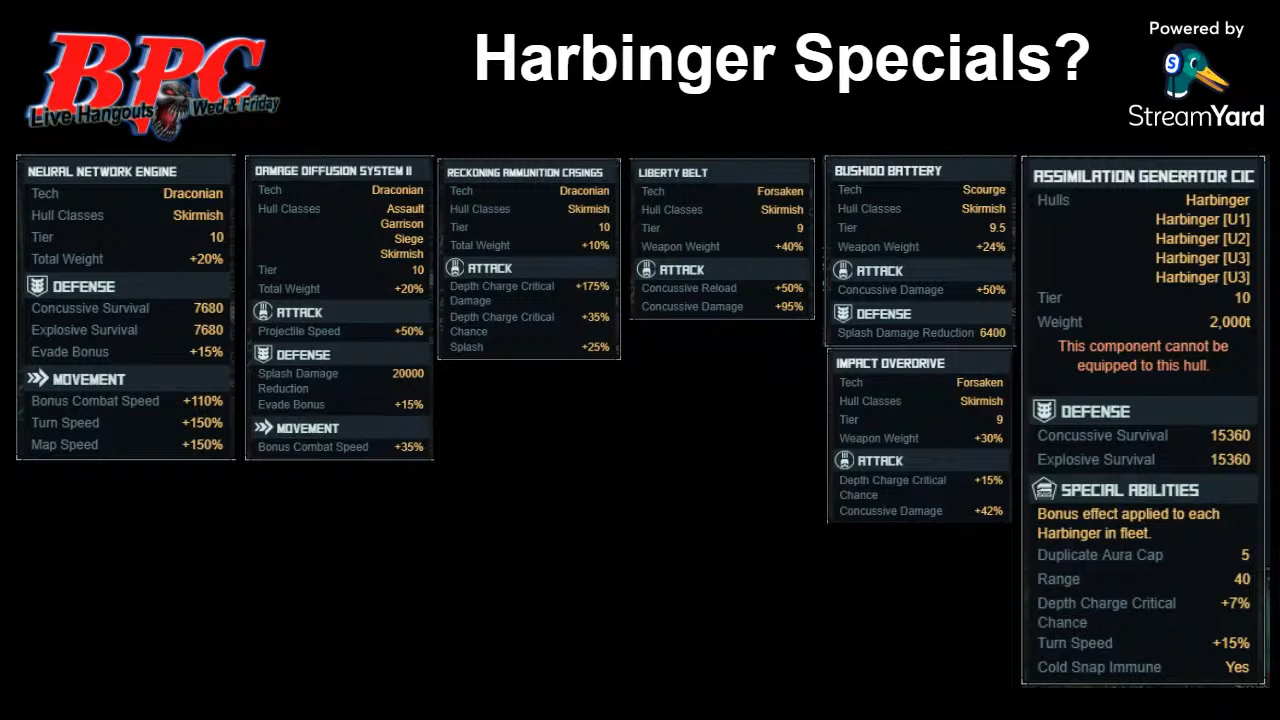 BPC
Live Hangouts Wed & Friday
Harbinger Specials?
Powered by
S
StreamYard
NEURAL NETWORK ENGINE
Tech Draconian
Hull Classes Skirmish
Tier 10
Total Weight +20%
DEFENSE
Concussive Survival 7680
Explosive Survival 7680
Evade Bonus +15%
MOVEMENT
Bonus Combat Speed +110%
Turn Speed +150%
Map Speed +150%
DAMAGE DIFFUSION SYSTEM II
Tech Draconian
Hull Classes Assault
Garrison
Siege
Skirmish
Tier 10
Total Weight +20%
ATTACK
Projectile Speed +50%
DEFENSE
Splash Damage 20000
Reduction
Evade Bonus +15%
MOVEMENT
Bonus Combat Speed +35%
RECKONING AMMUNITION CASINGS
Tech Draconian
Hull Classes Skirmish
Tier 10
Total Weight +10%
ATTACK
Depth Charge Critical +175%
Damage
Depth Charge Critical +35%
Chance
Splash +25%
LIBERTY BELT
Tech Forsaken
Hull Classes Skirmish
Tier 9
Weapon Weight +40%
ATTACK
Concussive Reload +50%
Concussive Damage +95%
BUSHIDO BATTERY
Tech Scourge
Hull Classes Skirmish
Tier 9.5
Weapon Weight +24%
ATTACK
Concussive Damage +50%
DEFENSE
Splash Damage Reduction 6400
IMPACT OVERDRIVE
Tech Forsaken
Hull Classes Skirmish
Tier 9
Weapon Weight +30%
ATTACK
Depth Charge Critical +15%
Chance
Concussive Damage +42%
ASSIMILATION GENERATOR CIC
Hulls Harbinger
Harbinger [U1]
Harbinger [U2]
Harbinger [U3]
Harbinger [U3]
Tier 10
Weight 2,000t
This component cannot be
equipped to this hull.
DEFENSE
Concussive Survival 15360
Explosive Survival 15360
SPECIAL ABILITIES
Bonus effect applied to each
Harbinger in fleet.
Duplicate Aura Cap 5
Range 40
Depth Charge Critical +7%
Chance
Turn Speed +15%
Cold Snap Immune Yes